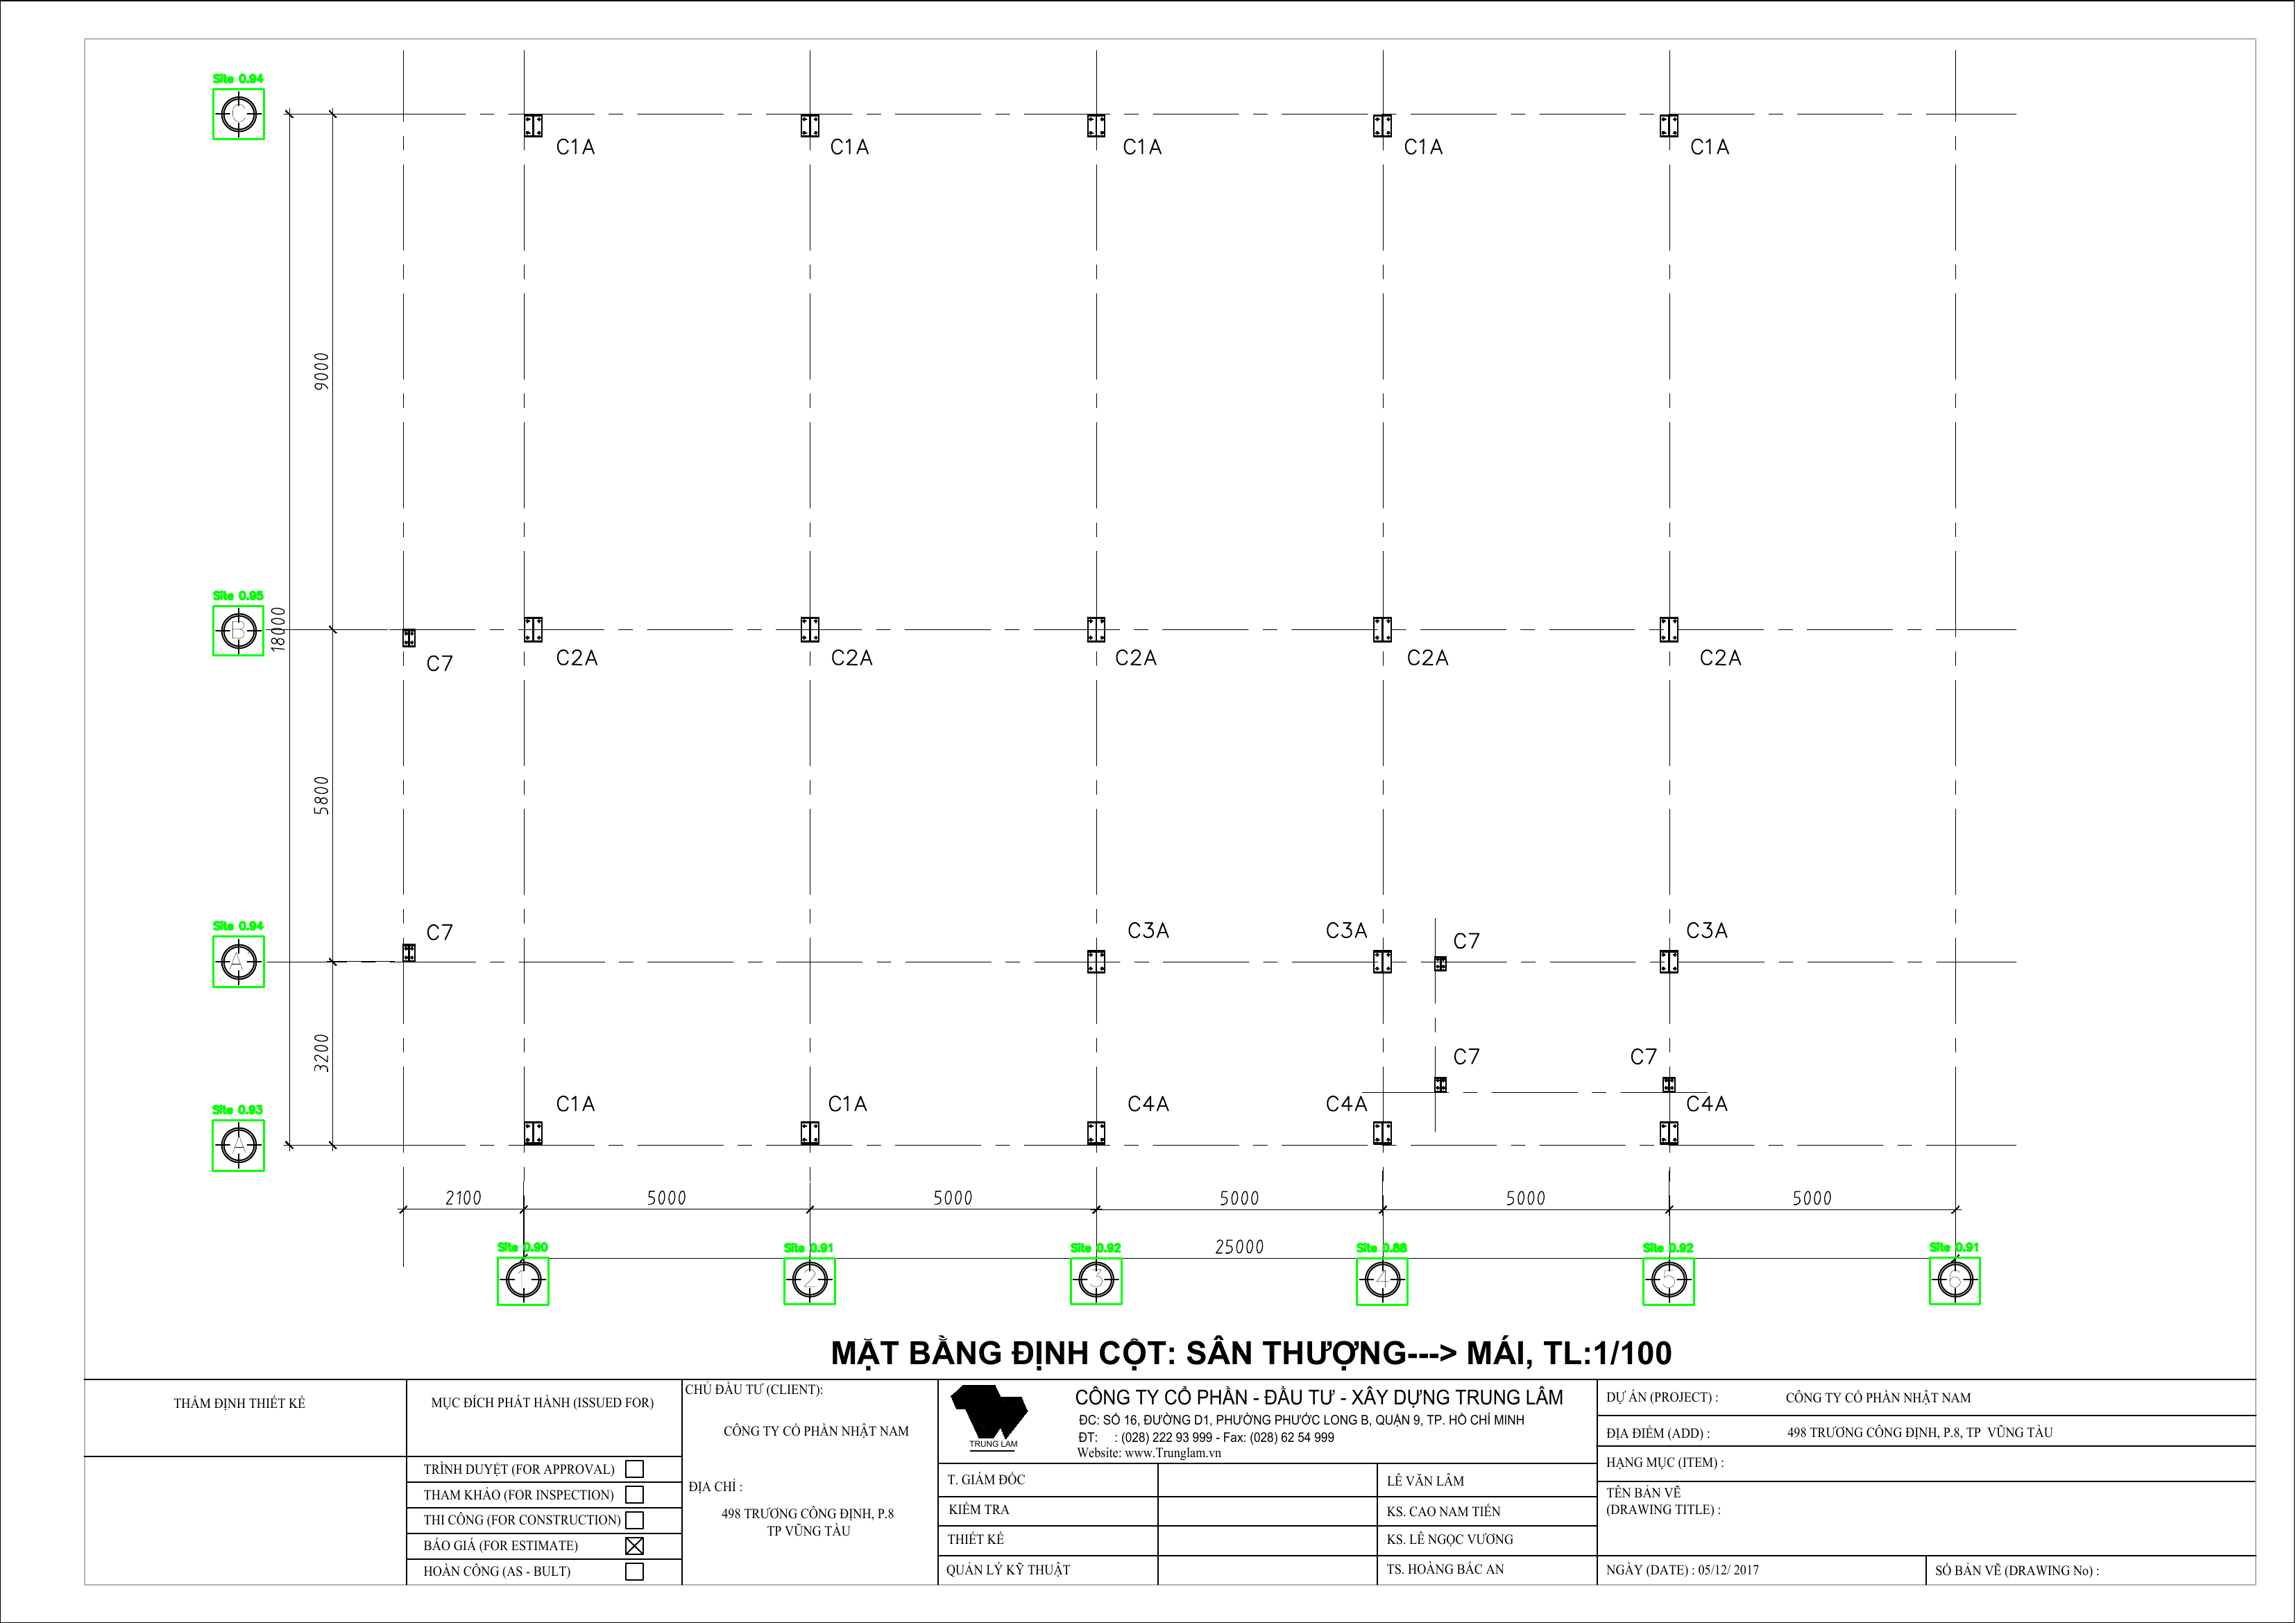 Site 0.94
C
C1A C1A C1A C1A C1A
9000
Site 0.95
B
18000
C7 C2A C2A C2A C2A C2A
5800
Site 0.94
A'
C7 C3A C3A C7 C3A
3200
C7 C7
Site 0.93
A
C1A C1A C4A C4A C4A
2100 5000 5000 5000 5000 5000
25000
Site 0.90 Site 0.91 Site 0.92 Site 0.88 Site 0.92 Site 0.91
1 2 3 4 5 6
MẶT BẰNG ĐỊNH CỘT: SÂN THƯỢNG---> MÁI, TL:1/100
THẨM ĐỊNH THIẾT KẾ
MỤC ĐÍCH PHÁT HÀNH (ISSUED FOR)
TRÌNH DUYỆT (FOR APPROVAL)
THAM KHẢO (FOR INSPECTION)
THI CÔNG (FOR CONSTRUCTION)
BÁO GIÁ (FOR ESTIMATE)
HOÀN CÔNG (AS - BULT)
CHỦ ĐẦU TƯ (CLIENT):
CÔNG TY CỔ PHẦN NHẬT NAM
ĐỊA CHỈ :
498 TRƯƠNG CÔNG ĐỊNH, P.8
TP VŨNG TÀU
TRUNG LAM
CÔNG TY CỔ PHẦN - ĐẦU TƯ - XÂY DỰNG TRUNG LÂM
ĐC: SỐ 16, ĐƯỜNG D1, PHƯỜNG PHƯỚC LONG B, QUẬN 9, TP. HỒ CHÍ MINH
ĐT: : (028) 222 93 999 - Fax: (028) 62 54 999
Website: www.Trunglam.vn
T. GIÁM ĐỐC LÊ VĂN LÂM
KIỂM TRA KS. CAO NAM TIẾN
THIẾT KẾ KS. LÊ NGỌC VƯƠNG
QUẢN LÝ KỸ THUẬT TS. HOÀNG BẮC AN
DỰ ÁN (PROJECT) : CÔNG TY CỔ PHẦN NHẬT NAM
ĐỊA ĐIỂM (ADD) : 498 TRƯƠNG CÔNG ĐỊNH, P.8, TP VŨNG TÀU
HẠNG MỤC (ITEM) :
TÊN BẢN VẼ
(DRAWING TITLE) :
NGÀY (DATE) : 05/12/ 2017
SỐ BẢN VẼ (DRAWING No) :